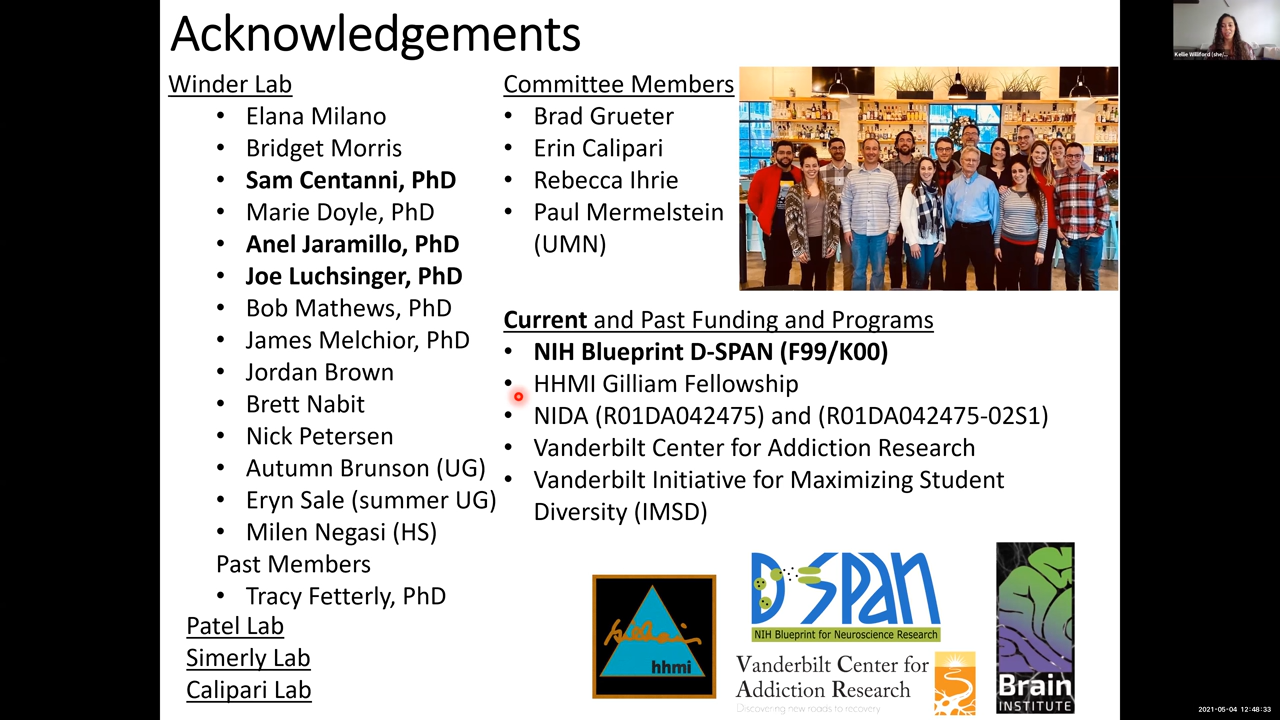 Acknowledgements
Winder Lab
• Elana Milano
• Bridget Morris
• Sam Centanni, PhD
• Marie Doyle, PhD
• Anel Jaramillo, PhD
• Joe Luchsinger, PhD
• Bob Mathews, PhD
• James Melchior, PhD
• Jordan Brown
• Brett Nabit
• Nick Petersen
• Autumn Brunson (UG)
• Eryn Sale (summer UG)
• Milen Negasi (HS)
Past Members
• Tracy Fetterly, PhD
Patel Lab
Simerly Lab
Calipari Lab
Committee Members
• Brad Grueter
• Erin Calipari
• Rebecca Ihrie
• Paul Mermelstein
(UMN)
Current and Past Funding and Programs
• NIH Blueprint D-SPAN (F99/K00)
• HHMI Gilliam Fellowship
• NIDA (R01DA042475) and (R01DA042475-02S1)
• Vanderbilt Center for Addiction Research
• Vanderbilt Initiative for Maximizing Student
Diversity (IMSD)
hhmi
D·SPAN
NIH Blueprint for Neuroscience Research
Vanderbilt Center for
Addiction Research
Discovering new roads to recovery
Brain
INSTITUTE
Kellie Williford (she/...
2021-05-04 12:48:33